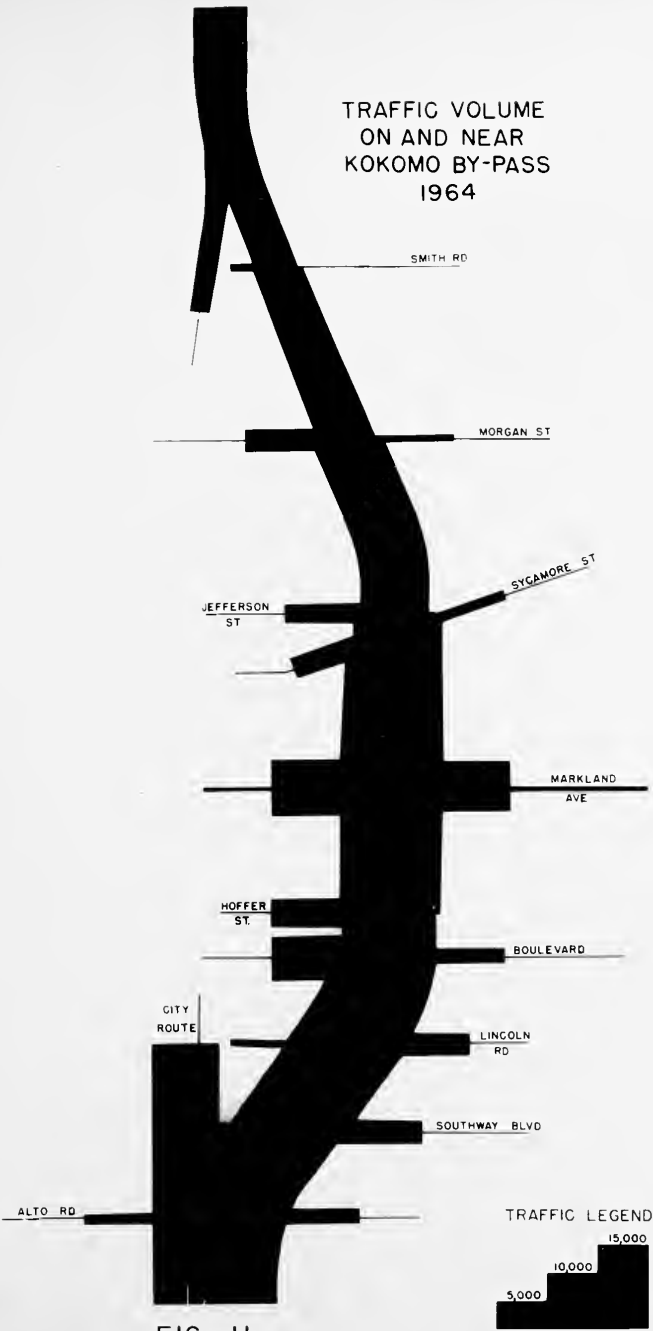 TRAFFIC VOLUME
ON AND NEAR
KOKOMO BY-PASS
1964
SMITH RD
MORGAN ST
SYCAMORE ST
JEFFERSON
ST
MARKLAND
AVE
HOFFER
ST.
BOULEVARD
CITY
ROUTE
LINCOLN
RD
SOUTHWAY BLVD
ALTO RD
TRAFFIC LEGEND
15,000
10,000
5,000